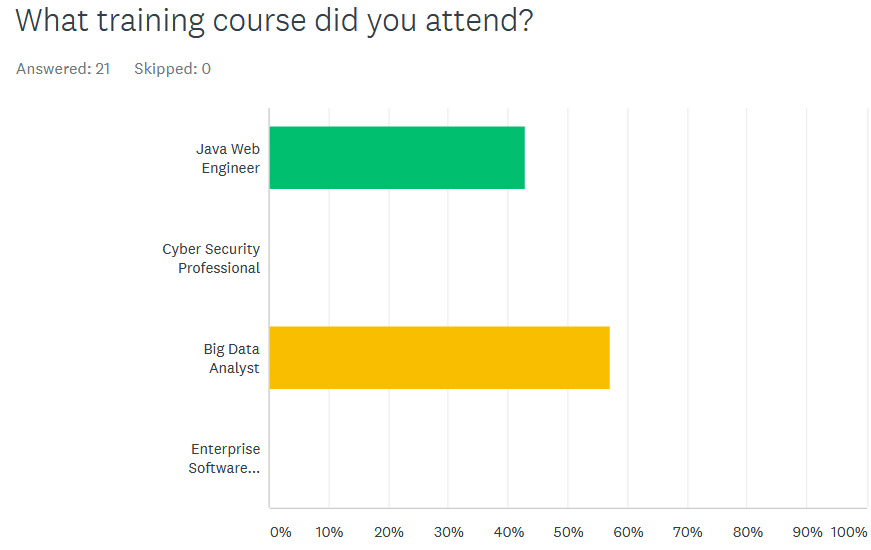 What training course did you attend?
Answered: 21 Skipped: 0
Java Web
Engineer
Cyber Security
Professional
Big Data
Analyst
Enterprise
Software...
0% 10% 20% 30% 40% 50% 60% 70% 80% 90% 100%